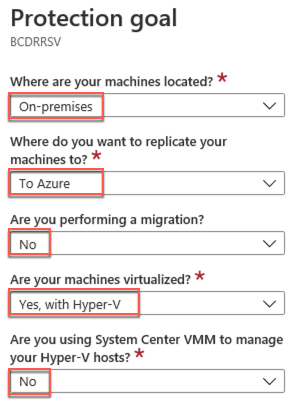 Protection goal
BCDRRSV
Where are your machines located? *
On-premises
Where do you want to replicate your
machines to? *
To Azure
Are you performing a migration?
No
Are your machines virtualized? *
Yes, with Hyper-V
Are you using System Center VMM to manage
your Hyper-V hosts? *
No